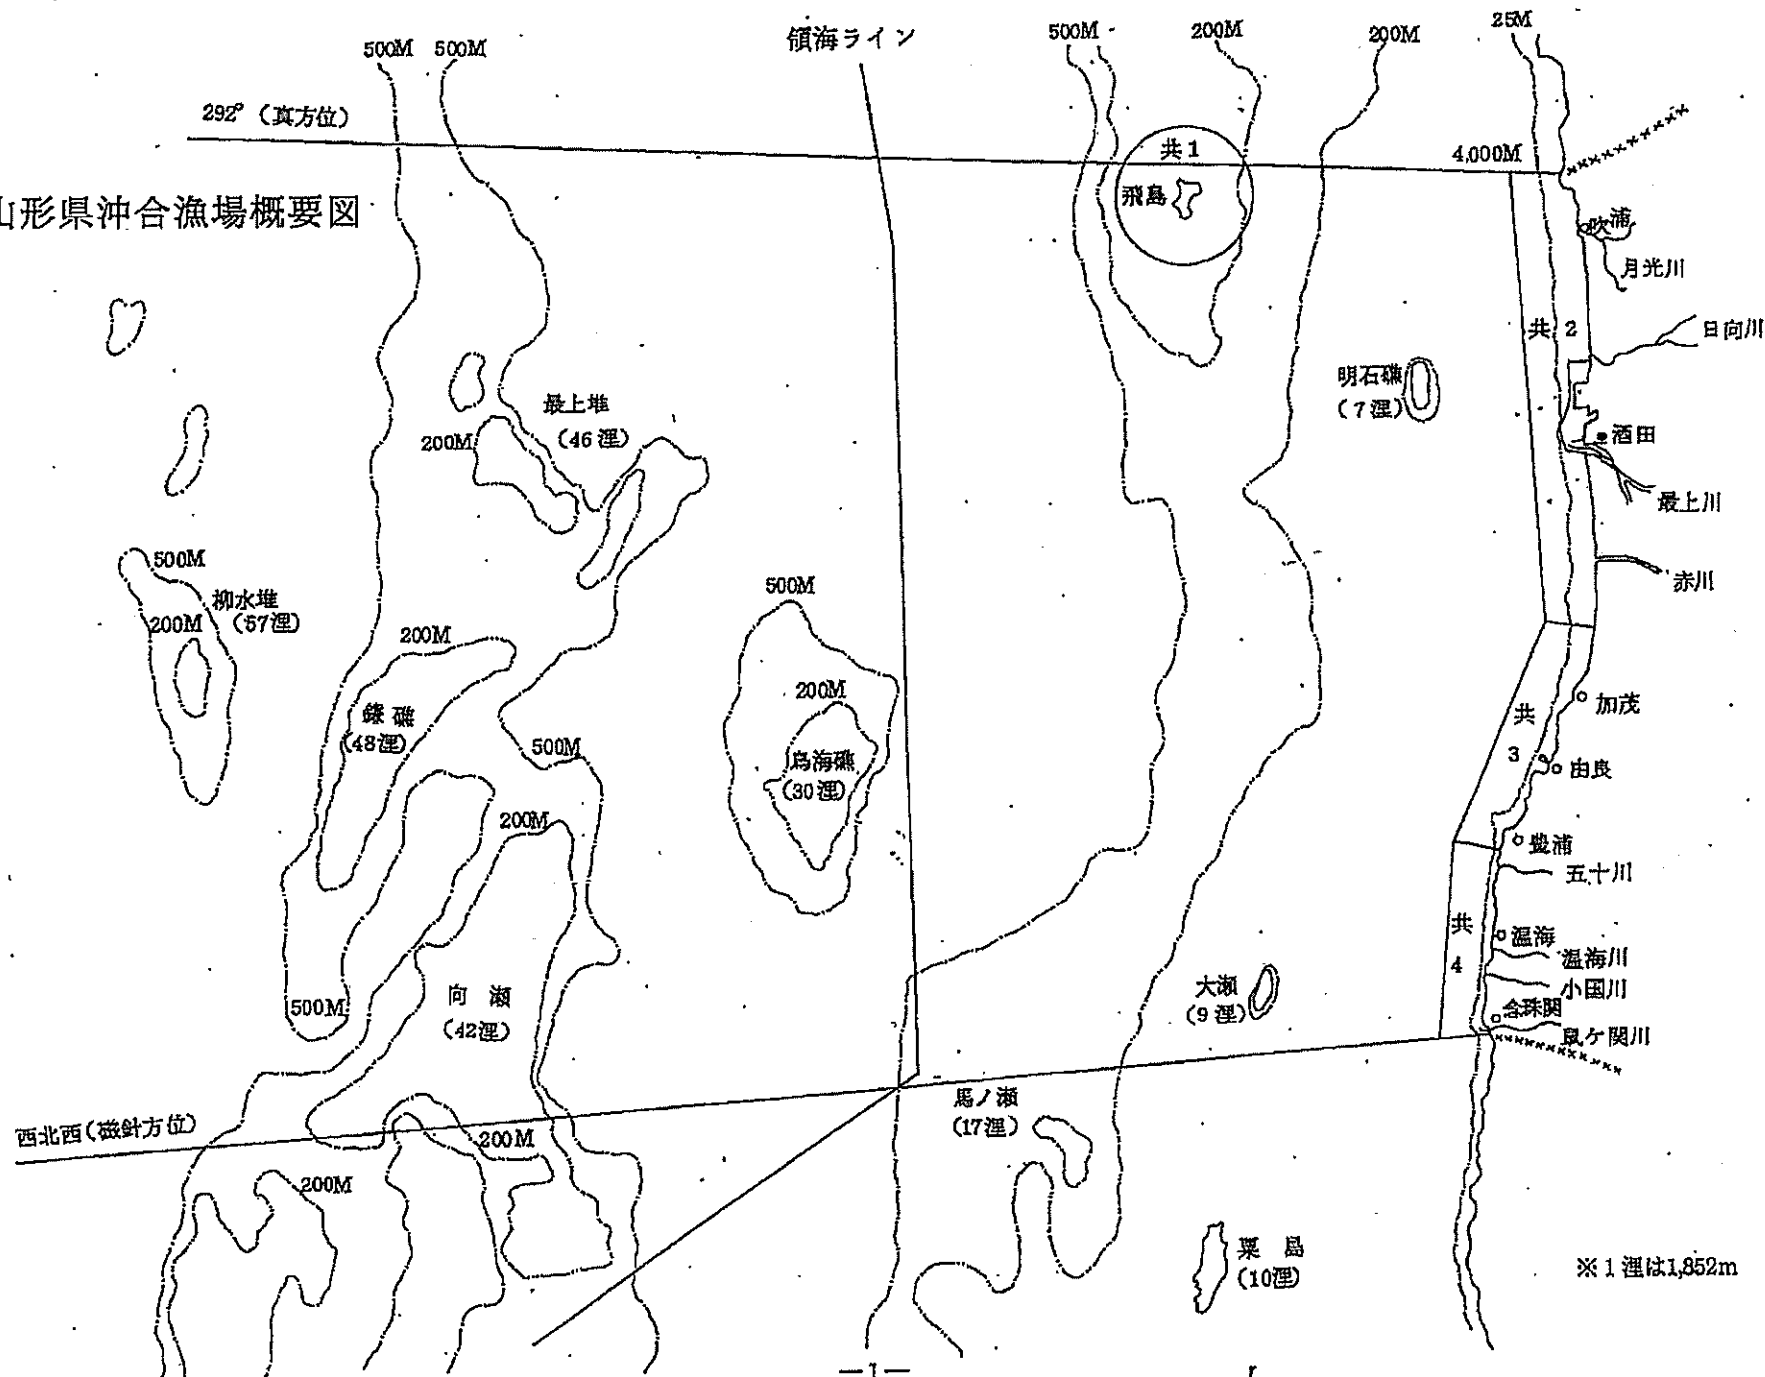 500M 500M 領海ライン 500M 200M 200M 25M
292°(真方位)
共1
4,000M
飛島
山形県沖合漁場概要図
吹浦
月光川
共2
日向川
明石礁
(7浬)
最上堆
(46浬)
200M
酒田
最上川
500M
柳水堆
(57浬)
200M
赤川
500M
200M
鎌礁
(48浬)
500M
200M
鳥海礁
(30浬)
共
3
加茂
由良
200M
豊浦
五十川
共
4
温海
温海川
小国川
向瀬
(42浬)
500M
大瀬
(9浬)
念珠関
鼠ケ関川
馬ノ瀬
(17浬)
西北西(磁針方位)
200M
200M
粟島
(10浬)
※1浬は1,852m
—1—